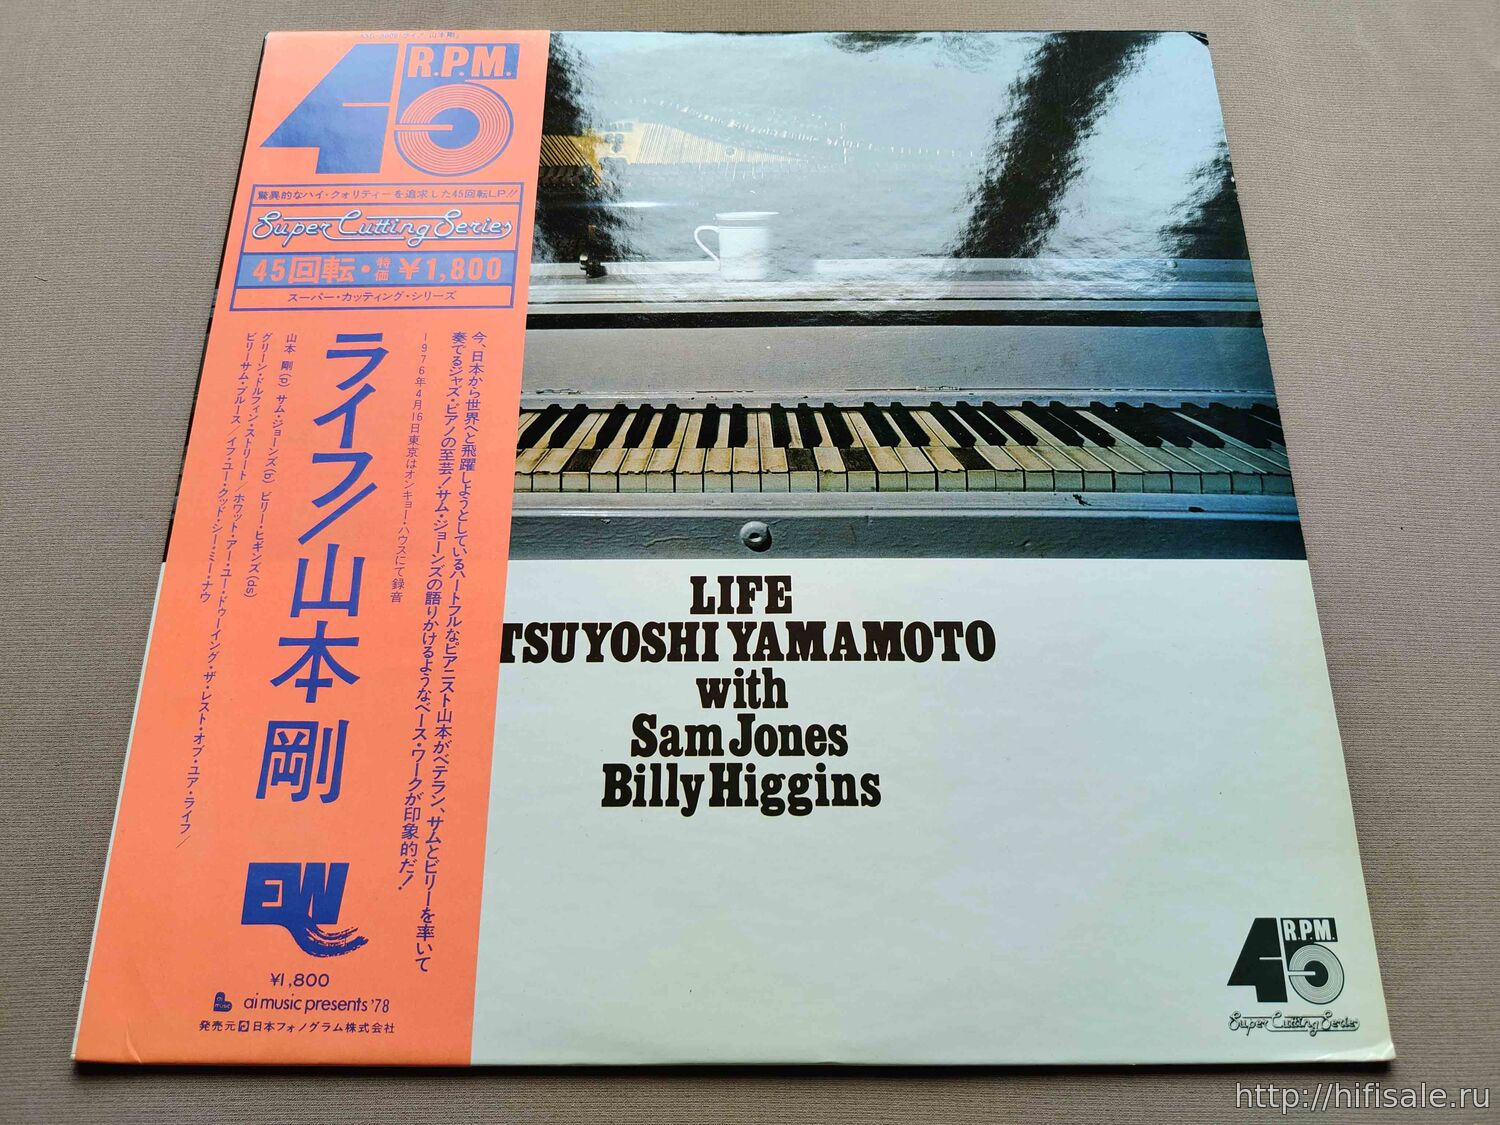 45
R.P.M.
驚異的なハイ・クォリティーを追求した45回転LP!!
Super Cutting Series
45回転・特価 ¥1,800
スーパー・カッティング・シリーズ
今、日本から世界へと飛躍しようとしているハートフルなピアニスト山本がベテラン、サムとビリーを率いて
奏でるジャズ・ピアノの至芸！サム・ジョーンズの語りかけるようなベース・ワークが印象的だ！
1976年4月16日東京はオンキョー・ハウスにて録音
ライフ/山本 剛
山本 剛(p) サム・ジョーンズ(b) ビリー・ヒギンズ(ds)
グリーン・ドルフィン・ストリート/ホワット・アー・ユー・ドゥーイング・ザ・レスト・オブ・ユア・ライフ/
ビリーサム・ブルース/イフ・ユー・クッド・シー・ミー・ナウ
EW
¥1,800
ai music
ai music presents '78
発売元 日本フォノグラム株式会社
LIFE
TSUYOSHI YAMAMOTO
with
Sam Jones
Billy Higgins
45
R.P.M.
Super Cutting Series
http://hifisale.ru